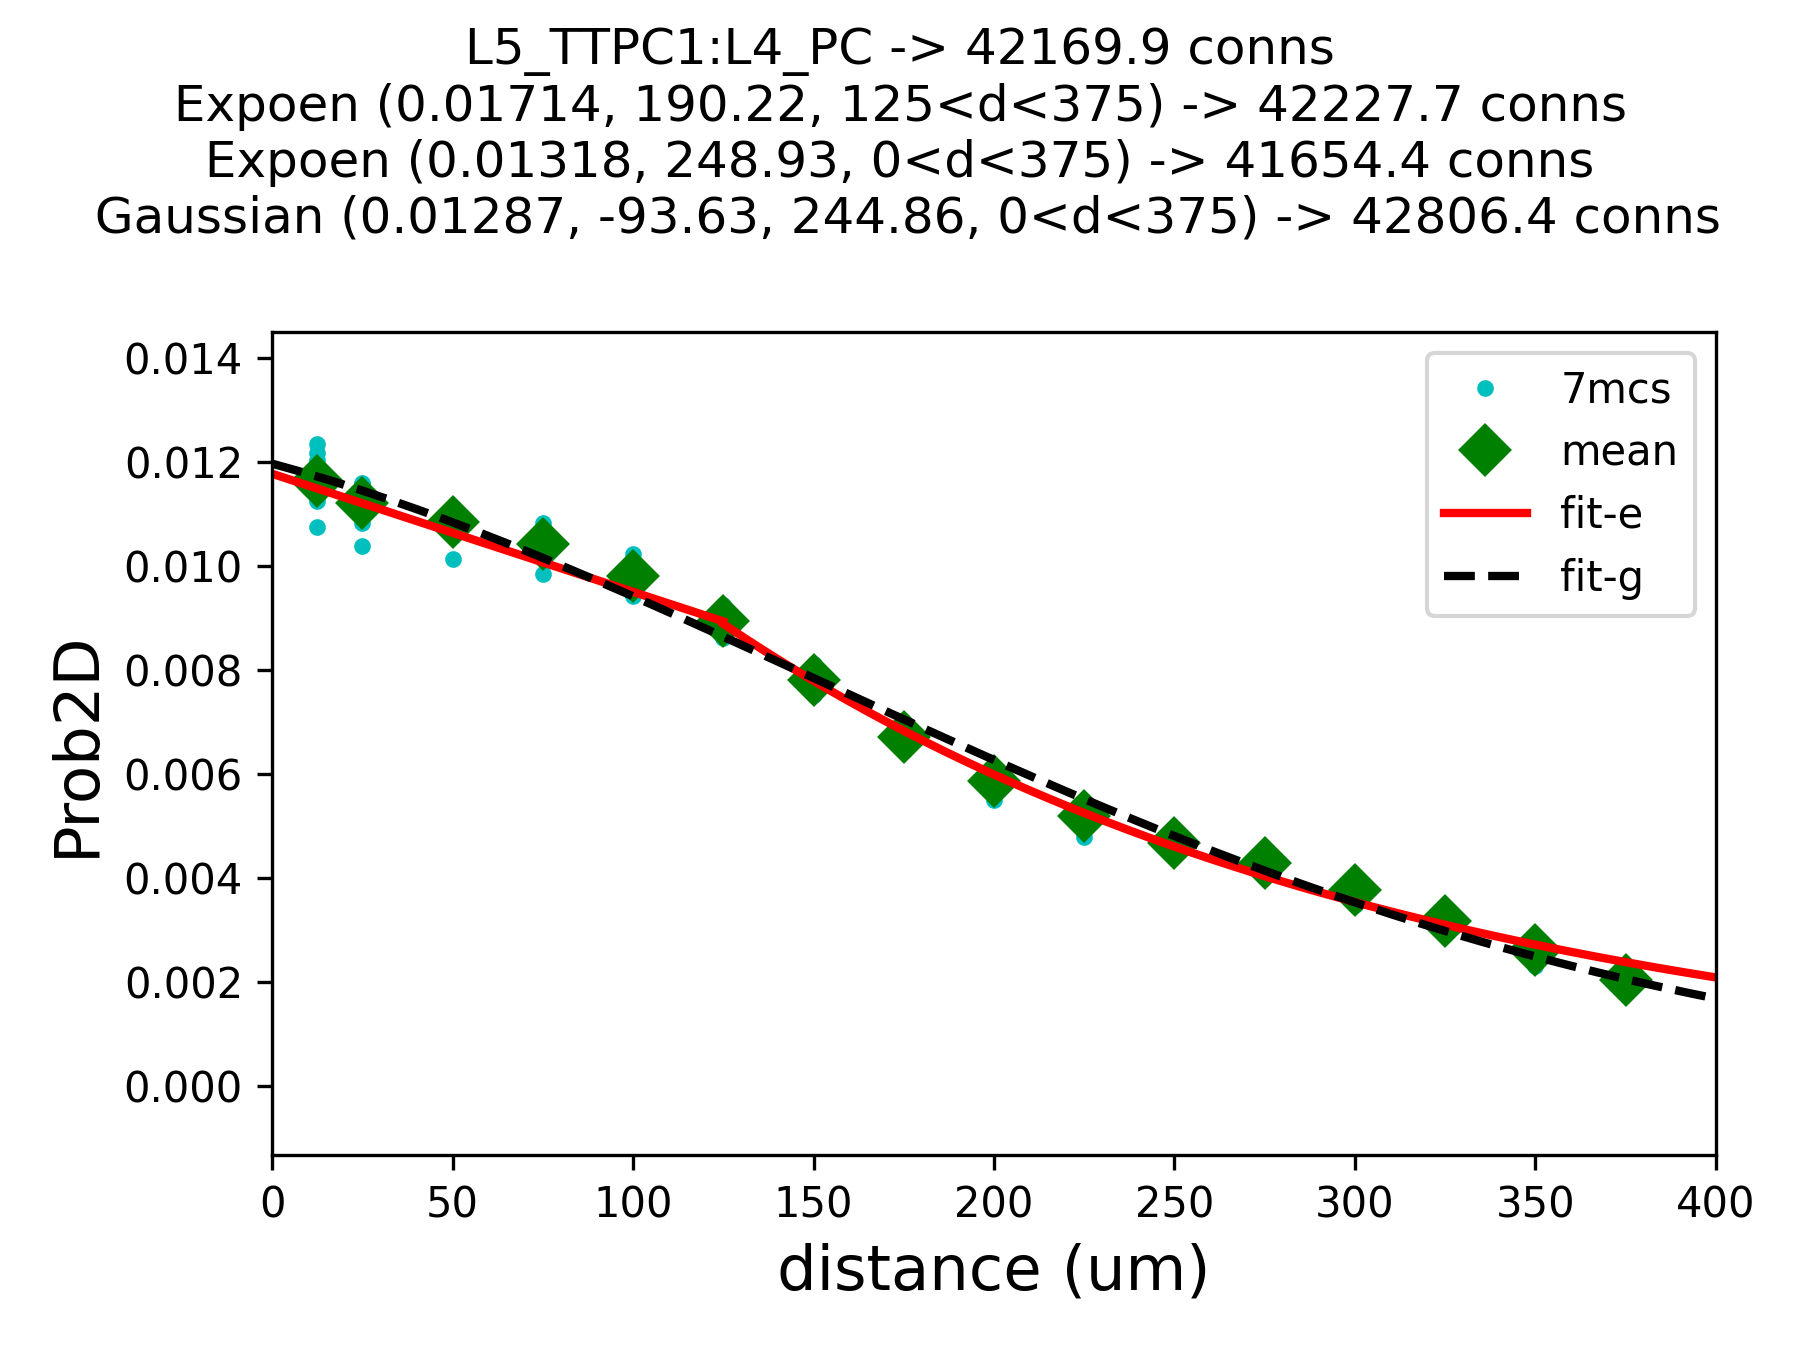 L5_TTPC1:L4_PC -> 42169.9 conns
Expoen (0.01714, 190.22, 125<d<375) -> 42227.7 conns
Expoen (0.01318, 248.93, 0<d<375) -> 41654.4 conns
Gaussian (0.01287, -93.63, 244.86, 0<d<375) -> 42806.4 conns
0.014
0.012
0.010
0.008
0.006
0.004
0.002
0.000
Prob2D
7mcs
mean
fit-e
fit-g
0 50 100 150 200 250 300 350 400
distance (um)